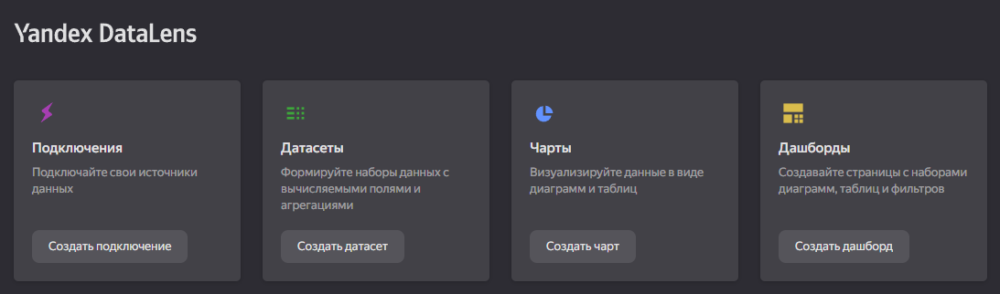 Yandex DataLens
Подключения
Подключайте свои источники
данных
Создать подключение
Датасеты
Формируйте наборы данных с
вычисляемыми полями и
агрегациями
Создать датасет
Чарты
Визуализируйте данные в виде
диаграмм и таблиц
Создать чарт
Дашборды
Создавайте страницы с наборами
диаграмм, таблиц и фильтров
Создать дашборд